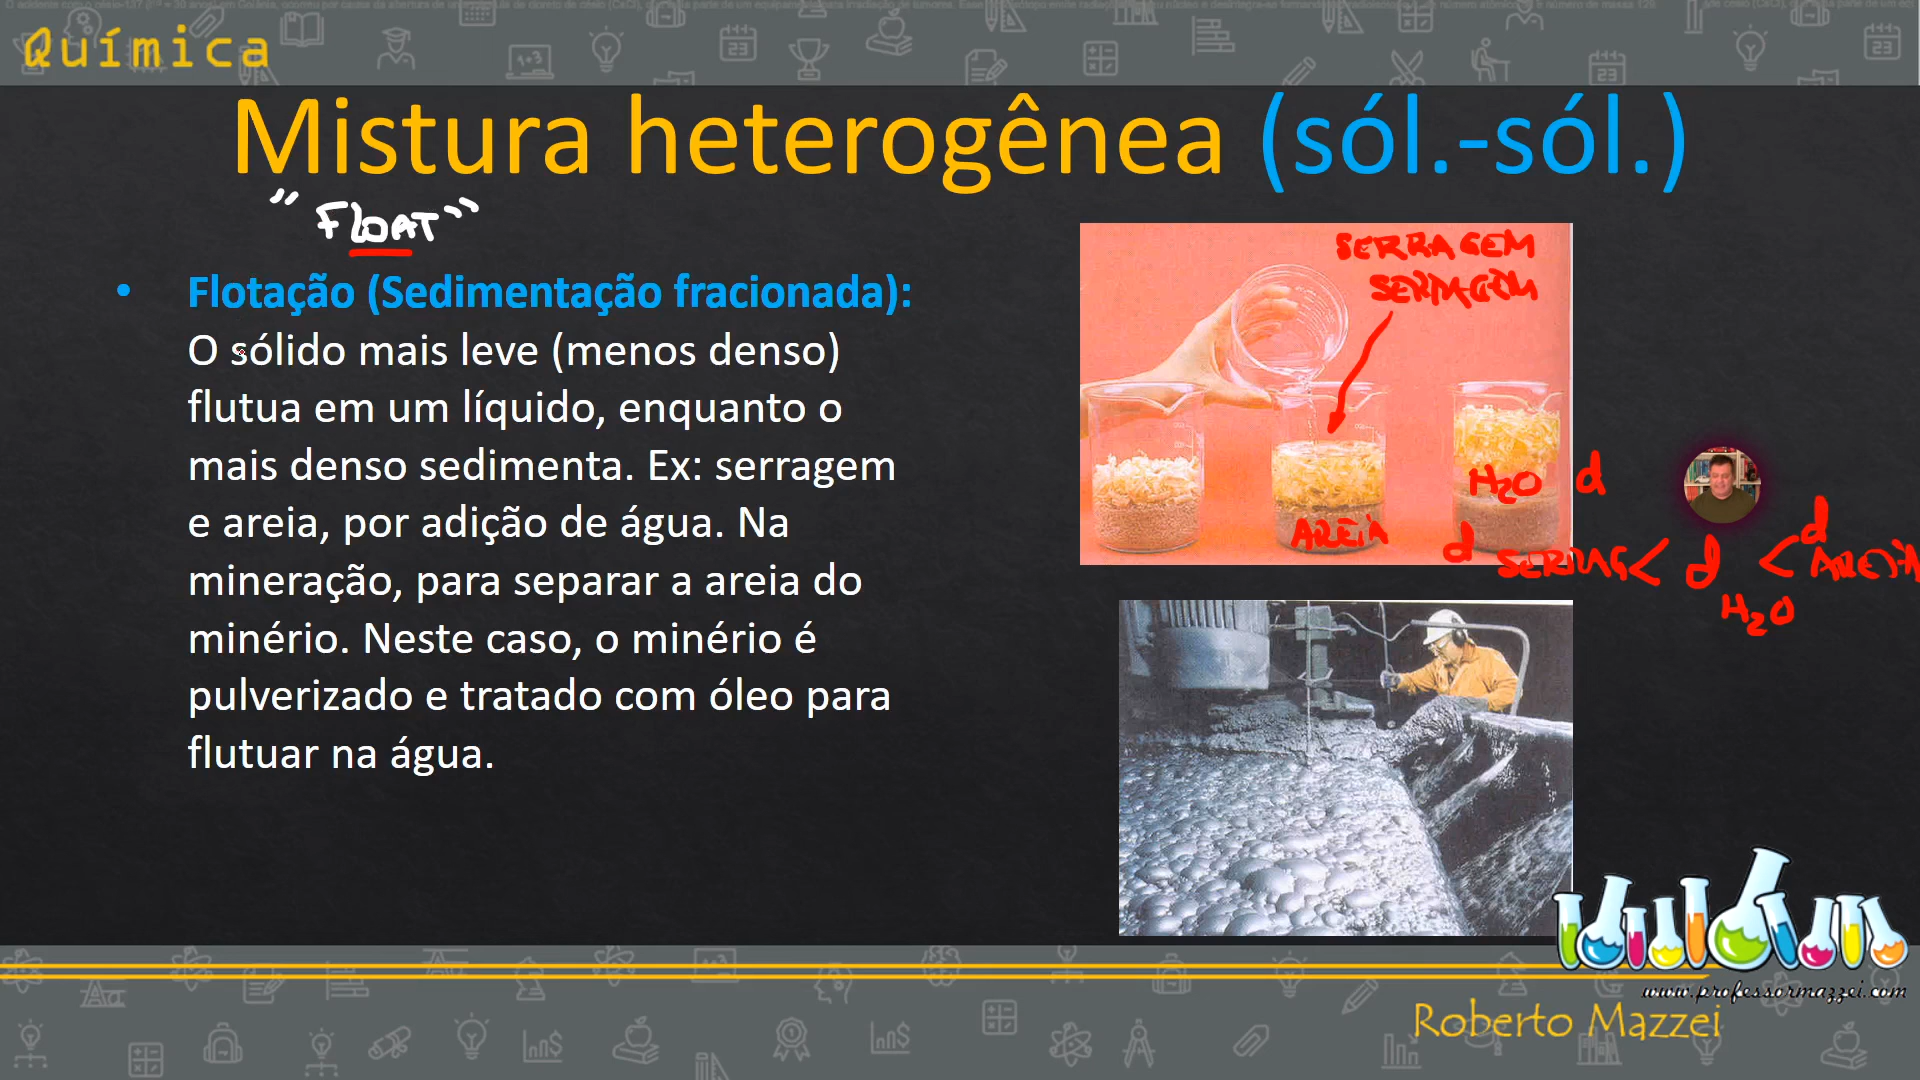 Química
Mistura heterogênea (sól.-sól.)
"FLOAT"
• Flotação (Sedimentação fracionada):
O sólido mais leve (menos denso)
flutua em um líquido, enquanto o
mais denso sedimenta. Ex: serragem
e areia, por adição de água. Na
mineração, para separar a areia do
minério. Neste caso, o minério é
pulverizado e tratado com óleo para
flutuar na água.
SERRAGEM
SERRAGEM
H2O d
AREIA
d SERRAG < d H2O < d AREIA
www.professormazzei.com
Roberto Mazzei